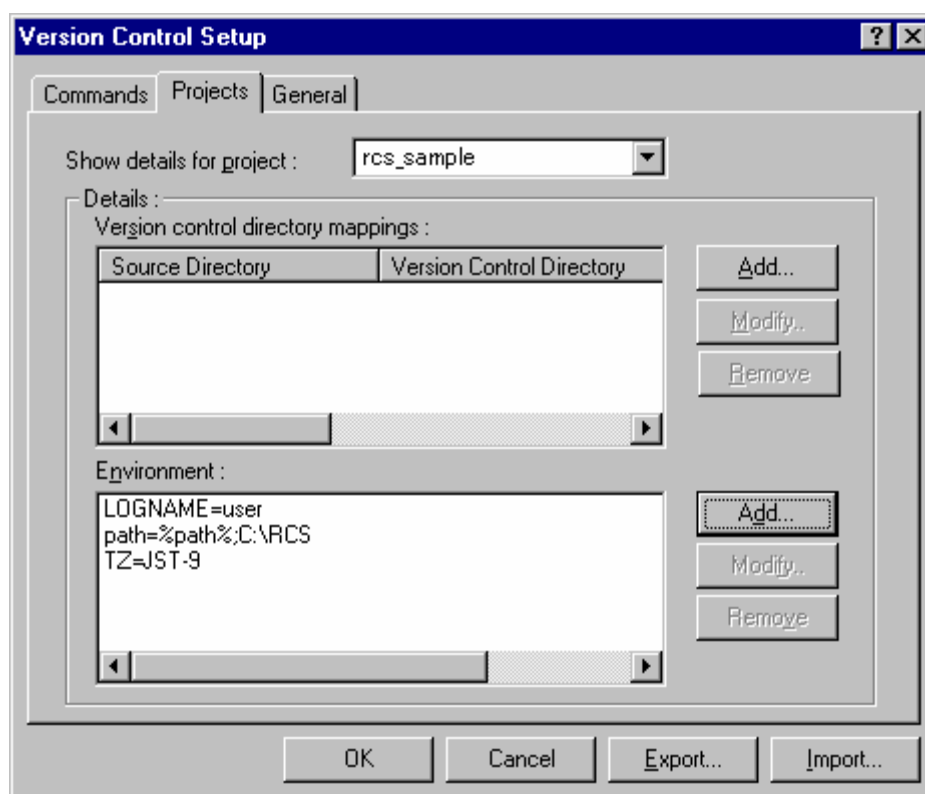 Version Control Setup
Commands Projects General
Show details for project : rcs_sample
Details :
Version control directory mappings :
Source Directory Version Control Directory
Add...
Modify..
Remove
Environment :
LOGNAME=user
path=%path%;C:\RCS
TZ=JST-9
Add...
Modify..
Remove
OK Cancel Export... Import...